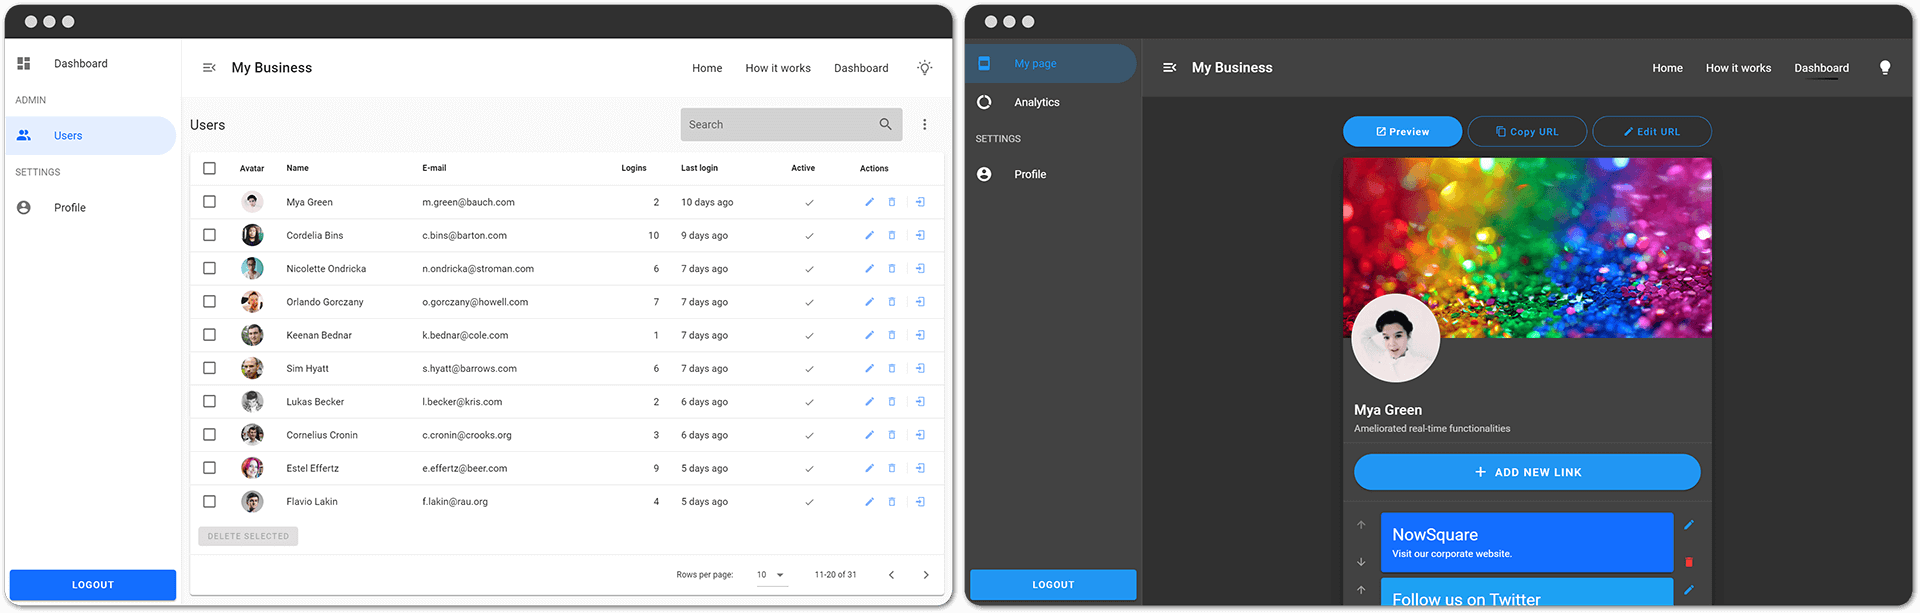 Dashboard
ADMIN
Users
SETTINGS
Profile
LOGOUT
My Business
Home How it works Dashboard
Users
Search
Avatar Name E-mail Logins Last login Active Actions
Mya Green m.green@bauch.com 2 10 days ago
Cordelia Bins c.bins@barton.com 10 9 days ago
Nicolette Ondricka n.ondricka@stroman.com 6 7 days ago
Orlando Gorczany o.gorczany@howell.com 7 7 days ago
Keenan Bednar k.bednar@cole.com 1 7 days ago
Sim Hyatt s.hyatt@barrows.com 6 7 days ago
Lukas Becker l.becker@kris.com 2 6 days ago
Cornelius Cronin c.cronin@crooks.org 3 6 days ago
Estel Effertz e.effertz@beer.com 9 5 days ago
Flavio Lakin f.lakin@rau.org 4 5 days ago
DELETE SELECTED
Rows per page: 10 11-20 of 31
My page
Analytics
SETTINGS
Profile
LOGOUT
My Business
Home How it works Dashboard
Preview Copy URL Edit URL
Mya Green
Ameliorated real-time functionalities
+ ADD NEW LINK
NowSquare
Visit our corporate website.
Follow us on Twitter